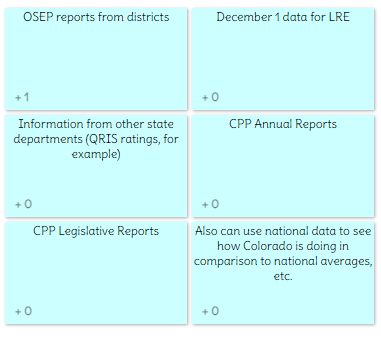 OSEP reports from districts
+1
December 1 data for LRE
+0
Information from other state
departments (QRIS ratings, for
example)
+0
CPP Annual Reports
+0
CPP Legislative Reports
+0
Also can use national data to see
how Colorado is doing in
comparison to national averages,
etc.
+0